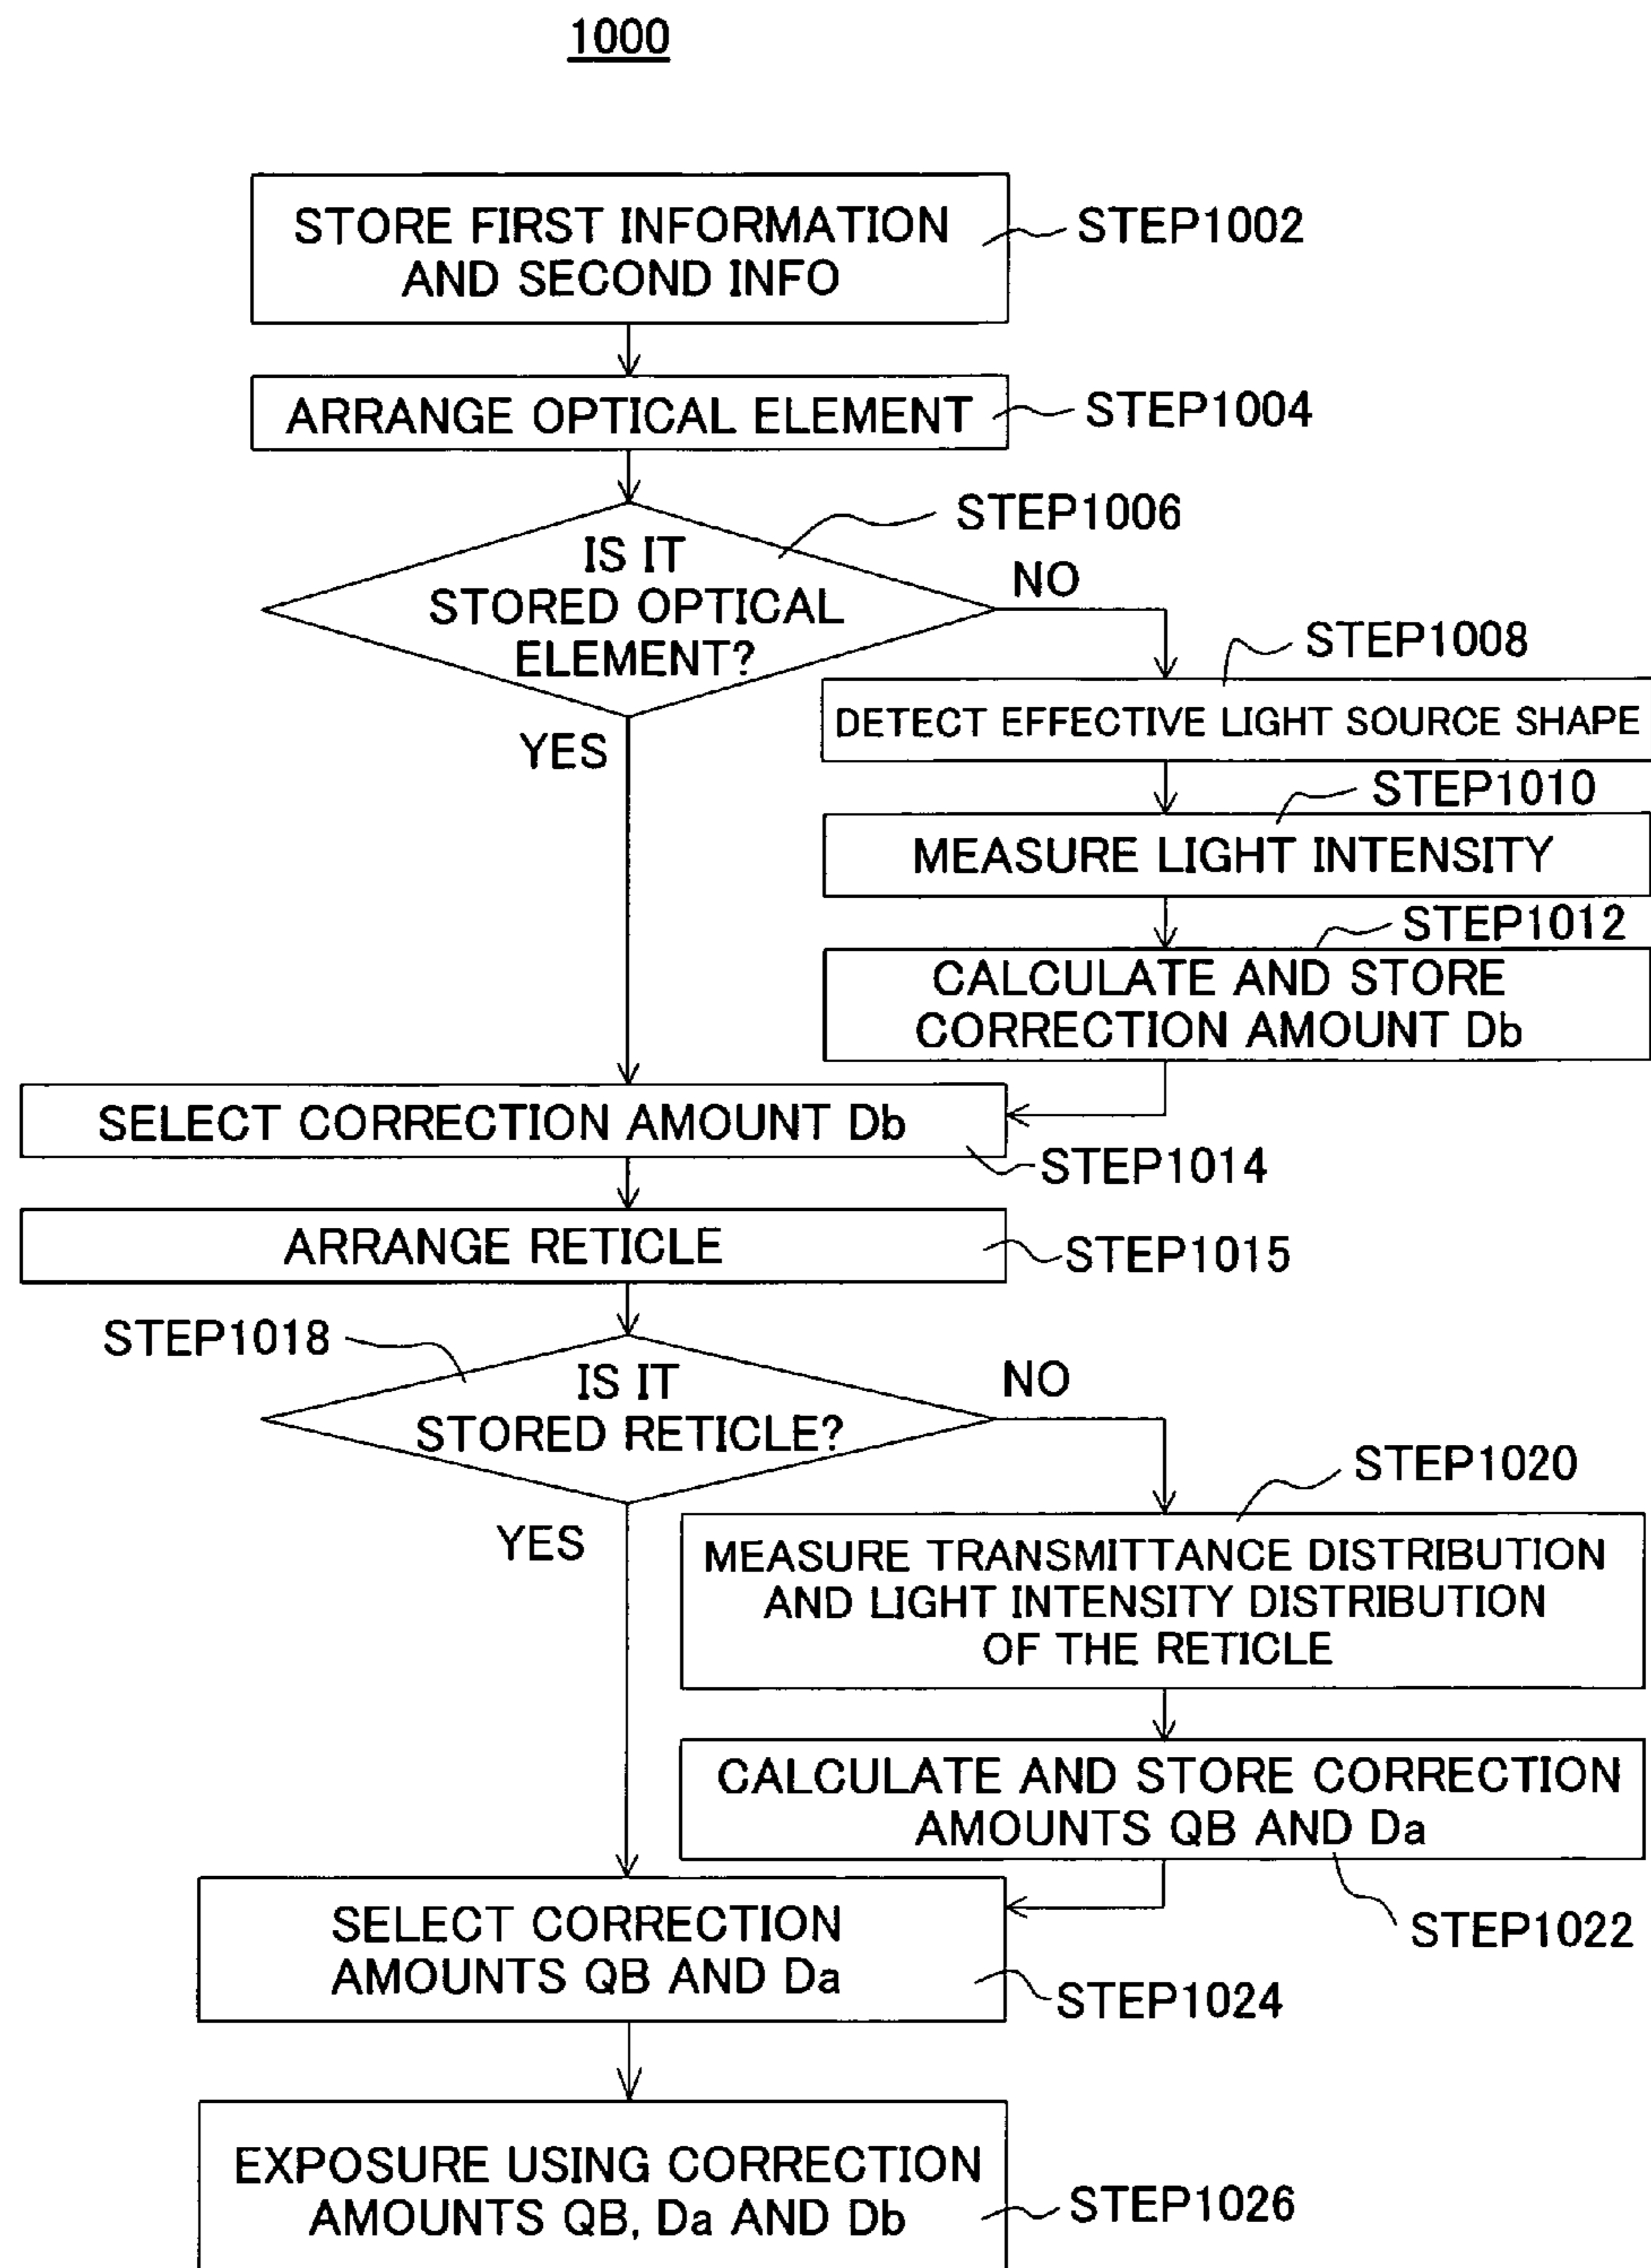 1000
STORE FIRST INFORMATION
AND SECOND INFO
STEP1002
ARRANGE OPTICAL ELEMENT
STEP1004
IS IT
STORED OPTICAL
ELEMENT?
STEP1006
NO
YES
STEP1008
DETECT EFFECTIVE LIGHT SOURCE SHAPE
STEP1010
MEASURE LIGHT INTENSITY
STEP1012
CALCULATE AND STORE
CORRECTION AMOUNT Db
SELECT CORRECTION AMOUNT Db
STEP1014
ARRANGE RETICLE
STEP1015
STEP1018
IS IT
STORED RETICLE?
NO
YES
STEP1020
MEASURE TRANSMITTANCE DISTRIBUTION
AND LIGHT INTENSITY DISTRIBUTION
OF THE RETICLE
CALCULATE AND STORE CORRECTION
AMOUNTS QB AND Da
STEP1022
SELECT CORRECTION
AMOUNTS QB AND Da
STEP1024
EXPOSURE USING CORRECTION
AMOUNTS QB, Da AND Db
STEP1026